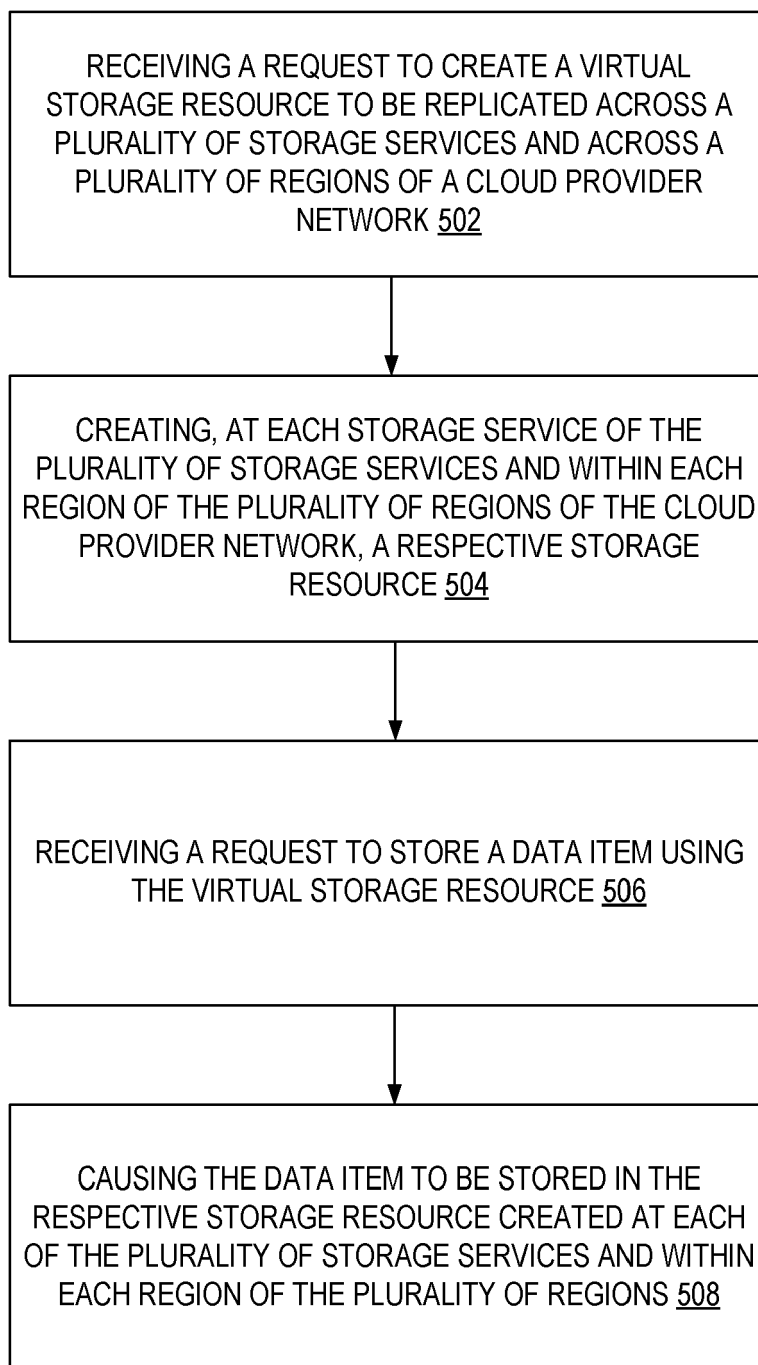 RECEIVING A REQUEST TO CREATE A VIRTUAL
STORAGE RESOURCE TO BE REPLICATED ACROSS A
PLURALITY OF STORAGE SERVICES AND ACROSS A
PLURALITY OF REGIONS OF A CLOUD PROVIDER
NETWORK 502
CREATING, AT EACH STORAGE SERVICE OF THE
PLURALITY OF STORAGE SERVICES AND WITHIN EACH
REGION OF THE PLURALITY OF REGIONS OF THE CLOUD
PROVIDER NETWORK, A RESPECTIVE STORAGE
RESOURCE 504
RECEIVING A REQUEST TO STORE A DATA ITEM USING
THE VIRTUAL STORAGE RESOURCE 506
CAUSING THE DATA ITEM TO BE STORED IN THE
RESPECTIVE STORAGE RESOURCE CREATED AT EACH
OF THE PLURALITY OF STORAGE SERVICES AND WITHIN
EACH REGION OF THE PLURALITY OF REGIONS 508